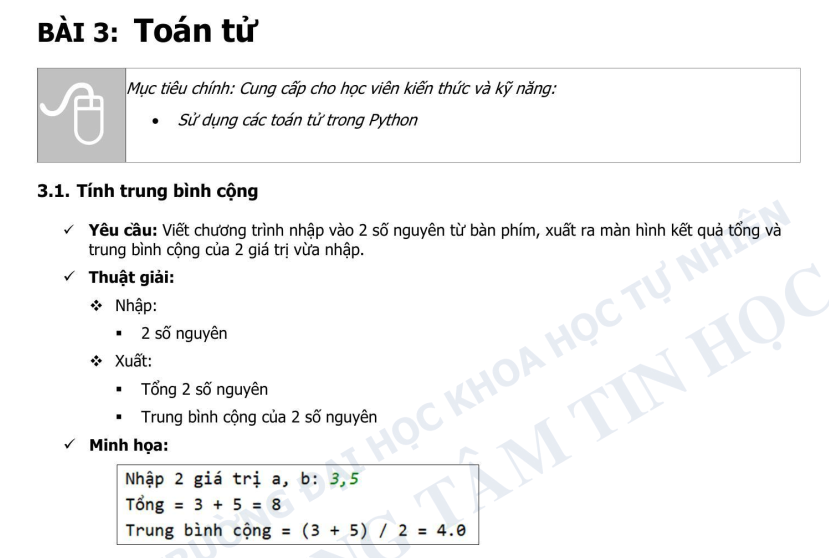 BÀI 3: Toán tử
Mục tiêu chính: Cung cấp cho học viên kiến thức và kỹ năng:
• Sử dụng các toán tử trong Python
3.1. Tính trung bình cộng
✓ Yêu cầu: Viết chương trình nhập vào 2 số nguyên từ bàn phím, xuất ra màn hình kết quả tổng và
trung bình cộng của 2 giá trị vừa nhập.
✓ Thuật giải:
❖ Nhập:
▪ 2 số nguyên
❖ Xuất:
▪ Tổng 2 số nguyên
▪ Trung bình cộng của 2 số nguyên
✓ Minh họa:
Nhập 2 giá trị a, b: 3,5
Tổng = 3 + 5 = 8
Trung bình cộng = (3 + 5) / 2 = 4.0
ĐẠI HỌC KHOA HỌC TỰ NHIÊN
TÂM TIN HỌC